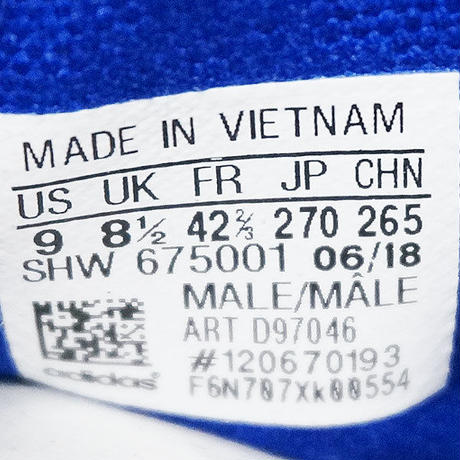 MADE IN VIETNAM
US UK FR JP CHN
9 8½ 42⅔ 270 265
SHW 675001 06/18
MALE/MÂLE
ART D97046
#120670193
adidas F6N707Xk00554